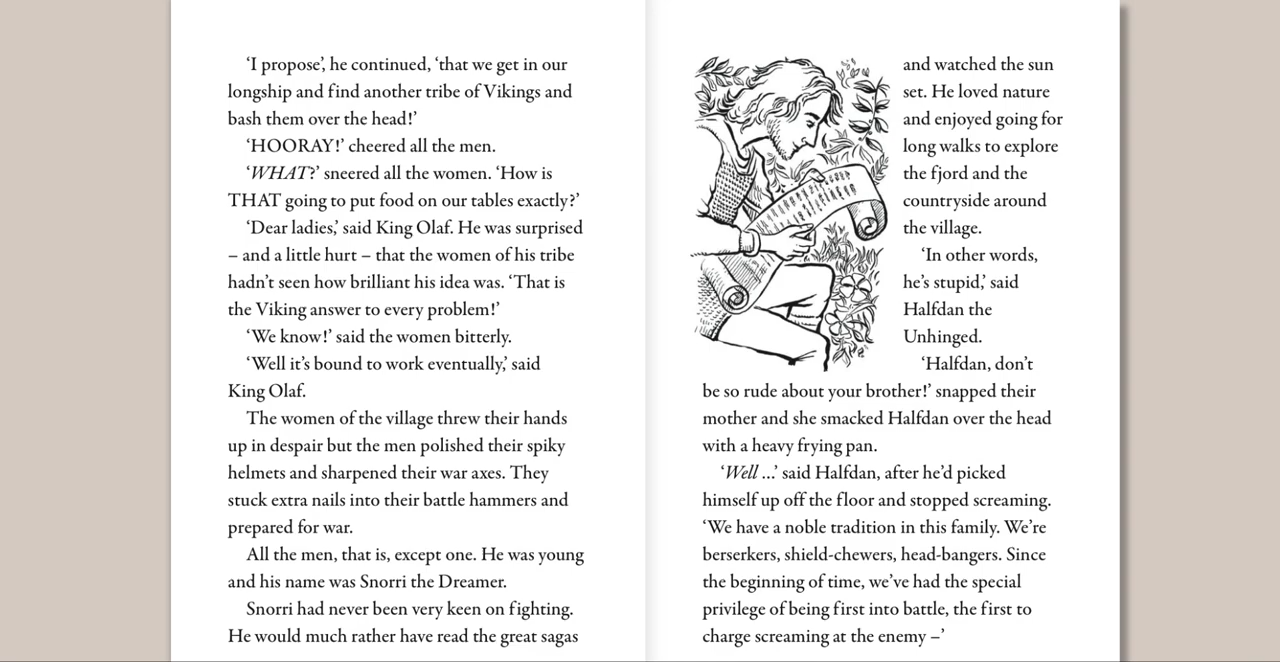 ‘I propose’, he continued, ‘that we get in our
longship and find another tribe of Vikings and
bash them over the head!’
‘HOORAY!’ cheered all the men.
‘WHAT?’ sneered all the women. ‘How is
THAT going to put food on our tables exactly?’
‘Dear ladies,’ said King Olaf. He was surprised
– and a little hurt – that the women of his tribe
hadn’t seen how brilliant his idea was. ‘That is
the Viking answer to every problem!’
‘We know!’ said the women bitterly.
‘Well it’s bound to work eventually,’ said
King Olaf.
The women of the village threw their hands
up in despair but the men polished their spiky
helmets and sharpened their war axes. They
stuck extra nails into their battle hammers and
prepared for war.
All the men, that is, except one. He was young
and his name was Snorri the Dreamer.
Snorri had never been very keen on fighting.
He would much rather have read the great sagas
and watched the sun
set. He loved nature
and enjoyed going for
long walks to explore
the fjord and the
countryside around
the village.
‘In other words,
he’s stupid,’ said
Halfdan the
Unhinged.
‘Halfdan, don’t
be so rude about your brother!’ snapped their
mother and she smacked Halfdan over the head
with a heavy frying pan.
‘Well ...’ said Halfdan, after he’d picked
himself up off the floor and stopped screaming.
‘We have a noble tradition in this family. We’re
berserkers, shield-chewers, head-bangers. Since
the beginning of time, we’ve had the special
privilege of being first into battle, the first to
charge screaming at the enemy –’